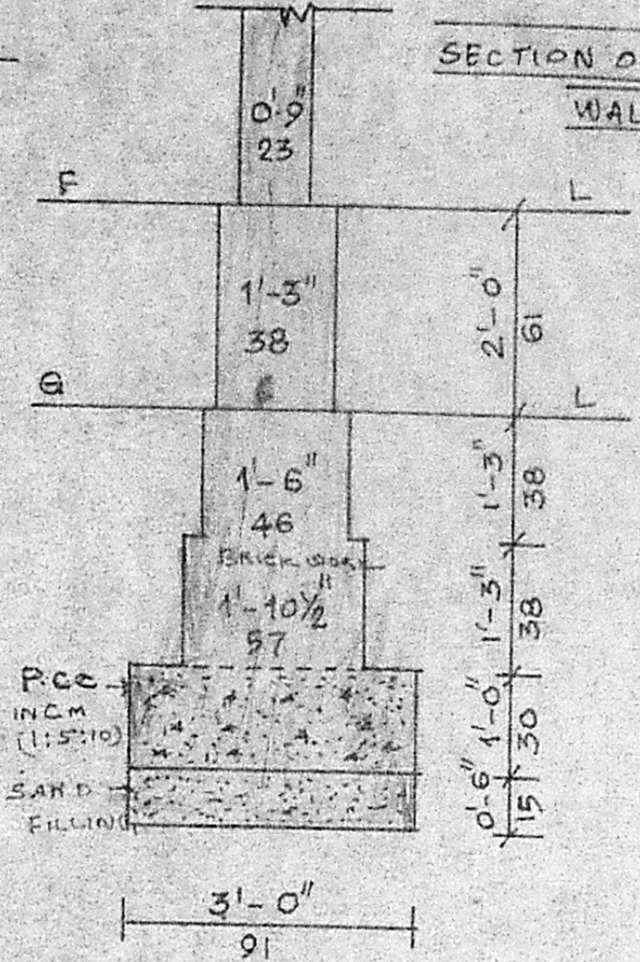 SECTION O
WAL
0'-9"
23
F L
1'-3"
38
2'-0"
61
G L
1'-6"
46
1'-3"
38
BRICK WORK
1'-10½"
57
1'-3"
38
P.CC
IN C M
(1:5:10)
1'-0"
30
SAND
FILLING
0'-6"
15
3'-0"
91